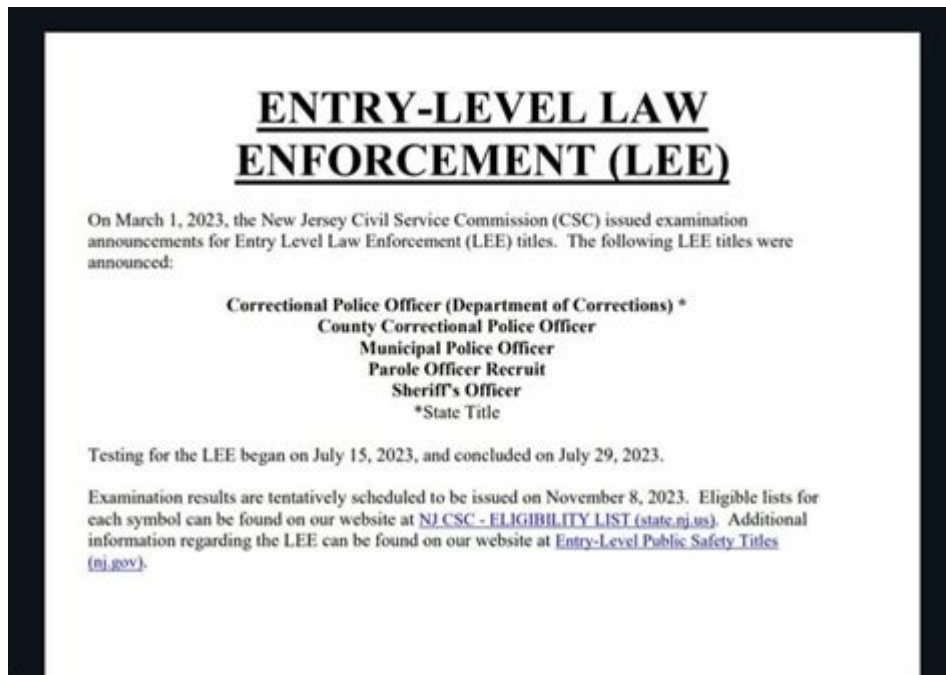 ENTRY-LEVEL LAW
ENFORCEMENT (LEE)
On March 1, 2023, the New Jersey Civil Service Commission (CSC) issued examination
announcements for Entry Level Law Enforcement (LEE) titles. The following LEE titles were
announced:
Correctional Police Officer (Department of Corrections) *
County Correctional Police Officer
Municipal Police Officer
Parole Officer Recruit
Sheriff's Officer
*State Title
Testing for the LEE began on July 15, 2023, and concluded on July 29, 2023.
Examination results are tentatively scheduled to be issued on November 8, 2023. Eligible lists for
each symbol can be found on our website at NJ CSC - ELIGIBILITY LIST (state.nj.us). Additional
information regarding the LEE can be found on our website at Entry-Level Public Safety Titles
(nj.gov).